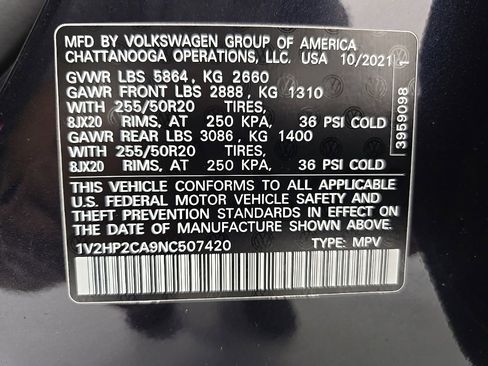 MFD BY VOLKSWAGEN GROUP OF AMERICA
CHATTANOOGA OPERATIONS, LLC. USA 10/2021
GVWR LBS 5864, KG 2660
GAWR FRONT LBS 2888, KG 1310
WITH 255/50R20 TIRES,
8JX20 RIMS, AT 250 KPA, 36 PSI COLD
GAWR REAR LBS 3086, KG 1400
WITH 255/50R20 TIRES,
8JX20 RIMS, AT 250 KPA, 36 PSI COLD
THIS VEHICLE CONFORMS TO ALL APPLICABLE
U.S. FEDERAL MOTOR VEHICLE SAFETY AND
THEFT PREVENTION STANDARDS IN EFFECT ON
THE DATE OF MANUFACTURE SHOWN ABOVE.
1V2HP2CA9NC507420 TYPE: MPV
3959098